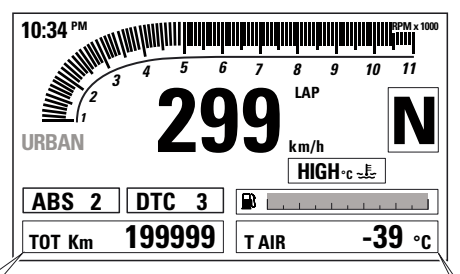 10:34 PM
RPM x 1000
1 2 3 4 5 6 7 8 9 10 11
LAP
299 km/h
N
URBAN
HIGH °C
ABS 2 DTC 3
TOT Km 199999 T AIR -39 °C